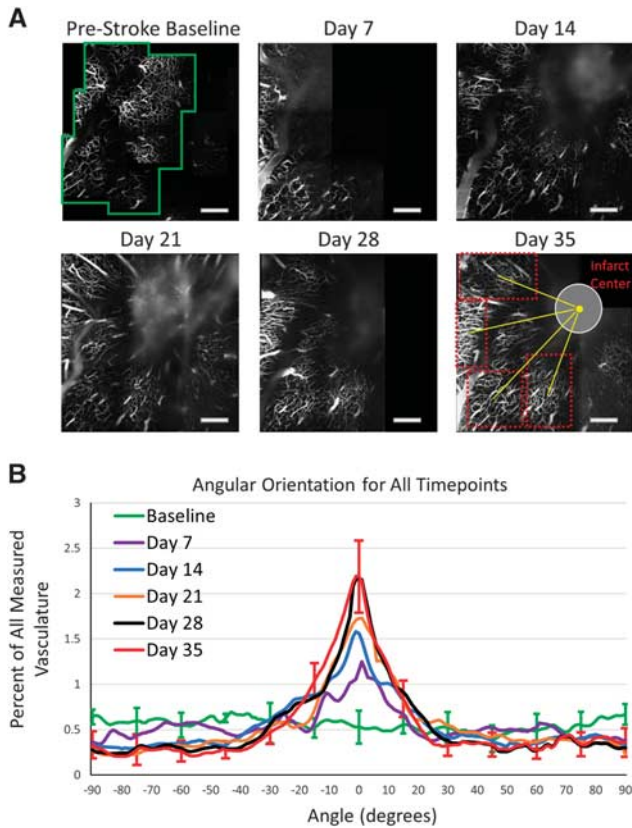 A
Pre-Stroke Baseline
Day 7
Day 14
Day 21
Day 28
Day 35
Infarct
Center
B
Angular Orientation for All Timepoints
Percent of All Measured
Vasculature
3
2.5
2
1.5
1
0.5
0
Baseline
Day 7
Day 14
Day 21
Day 28
Day 35
-90 -80 -70 -60 -50 -40 -30 -20 -10 0 10 20 30 40 50 60 70 80 90
Angle (degrees)